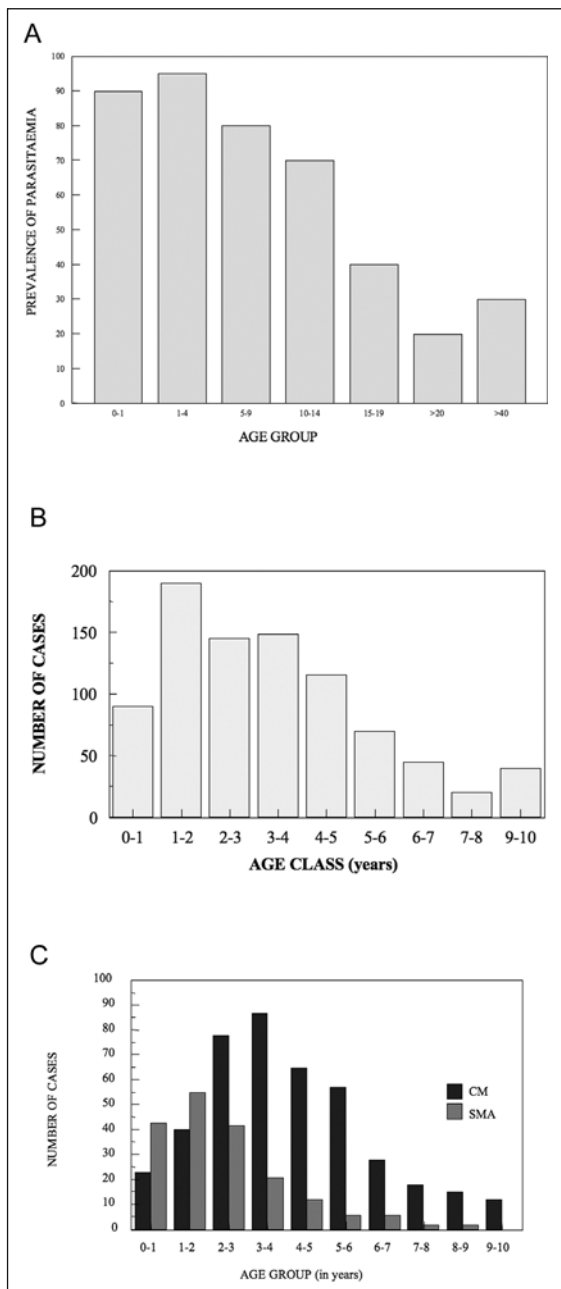 A
PREVALENCE OF PARASITAEMIA
100
90
80
70
60
50
40
30
20
10
0
0-1 1-4 5-9 10-14 15-19 >20 >40
AGE GROUP
B
NUMBER OF CASES
200
150
100
50
0
0-1 1-2 2-3 3-4 4-5 5-6 6-7 7-8 9-10
AGE CLASS (years)
C
NUMBER OF CASES
100
90
80
70
60
50
40
30
20
10
0
CM
SMA
0-1 1-2 2-3 3-4 4-5 5-6 6-7 7-8 8-9 9-10
AGE GROUP (in years)